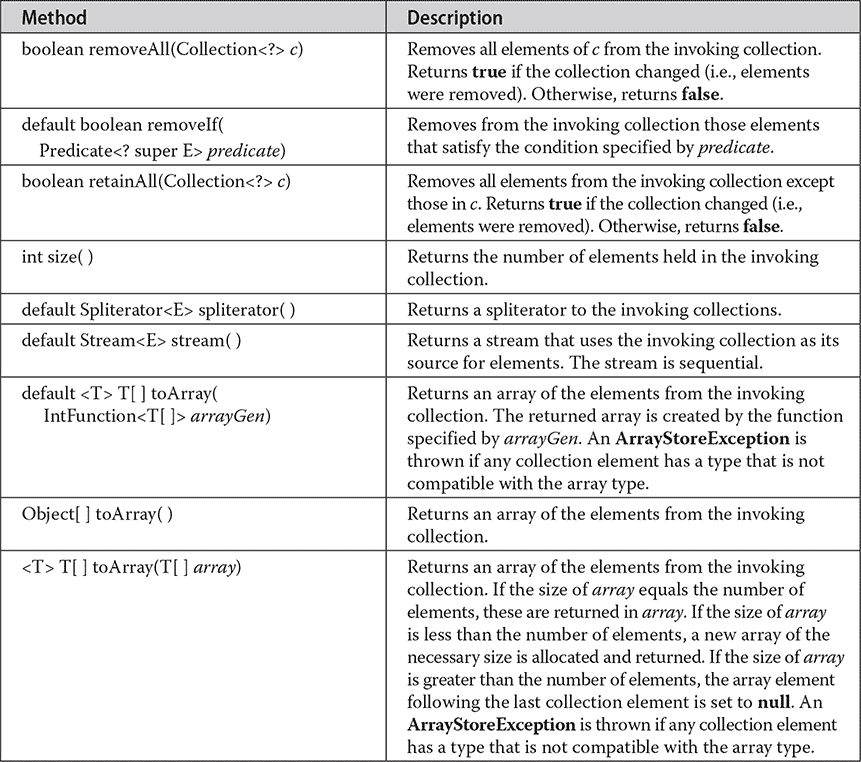 Method Description
boolean removeAll(Collection<?> c) Removes all elements of c from the invoking collection.
Returns true if the collection changed (i.e., elements
were removed). Otherwise, returns false.
default boolean removeIf( Removes from the invoking collection those elements
Predicate<? super E> predicate) that satisfy the condition specified by predicate.
boolean retainAll(Collection<?> c) Removes all elements from the invoking collection except
those in c. Returns true if the collection changed (i.e.,
elements were removed). Otherwise, returns false.
int size( ) Returns the number of elements held in the invoking
collection.
default Spliterator<E> spliterator( ) Returns a spliterator to the invoking collections.
default Stream<E> stream( ) Returns a stream that uses the invoking collection as its
source for elements. The stream is sequential.
default <T> T[ ] toArray( Returns an array of the elements from the invoking
IntFunction<T[ ]> arrayGen) collection. The returned array is created by the function
specified by arrayGen. An ArrayStoreException is
thrown if any collection element has a type that is not
compatible with the array type.
Object[ ] toArray( ) Returns an array of the elements from the invoking
collection.
<T> T[ ] toArray(T[ ] array) Returns an array of the elements from the invoking
collection. If the size of array equals the number of
elements, these are returned in array. If the size of array
is less than the number of elements, a new array of the
necessary size is allocated and returned. If the size of array
is greater than the number of elements, the array element
following the last collection element is set to null. An
ArrayStoreException is thrown if any collection element
has a type that is not compatible with the array type.